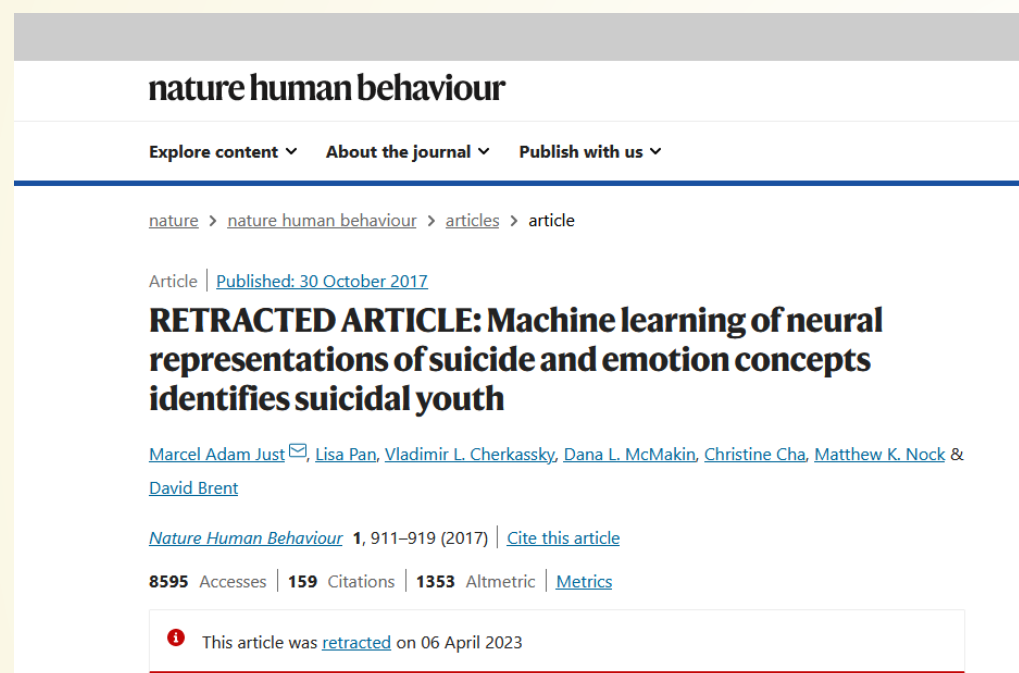 nature human behaviour
Explore content About the journal Publish with us
nature > nature human behaviour > articles > article
Article | Published: 30 October 2017
RETRACTED ARTICLE: Machine learning of neural
representations of suicide and emotion concepts
identifies suicidal youth
Marcel Adam Just, Lisa Pan, Vladimir L. Cherkassky, Dana L. McMakin, Christine Cha, Matthew K. Nock &
David Brent
Nature Human Behaviour 1, 911–919 (2017) | Cite this article
8595 Accesses | 159 Citations | 1353 Altmetric | Metrics
This article was retracted on 06 April 2023